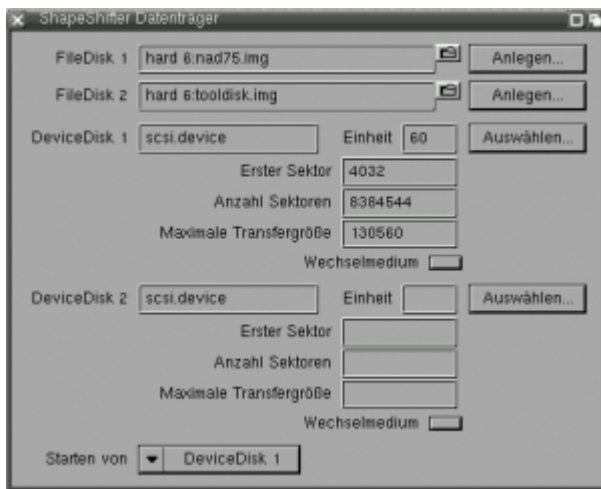 ShapeShifter Datenträger
FileDisk 1 hard 6:nad75.img Anlegen...
FileDisk 2 hard 6:tooldisk.img Anlegen...
DeviceDisk 1 scsi.device Einheit 60 Auswählen...
Erster Sektor 4032
Anzahl Sektoren 8384544
Maximale Transfergröße 130560
Wechselmedium
DeviceDisk 2 scsi.device Einheit Auswählen...
Erster Sektor
Anzahl Sektoren
Maximale Transfergröße
Wechselmedium
Starten von DeviceDisk 1